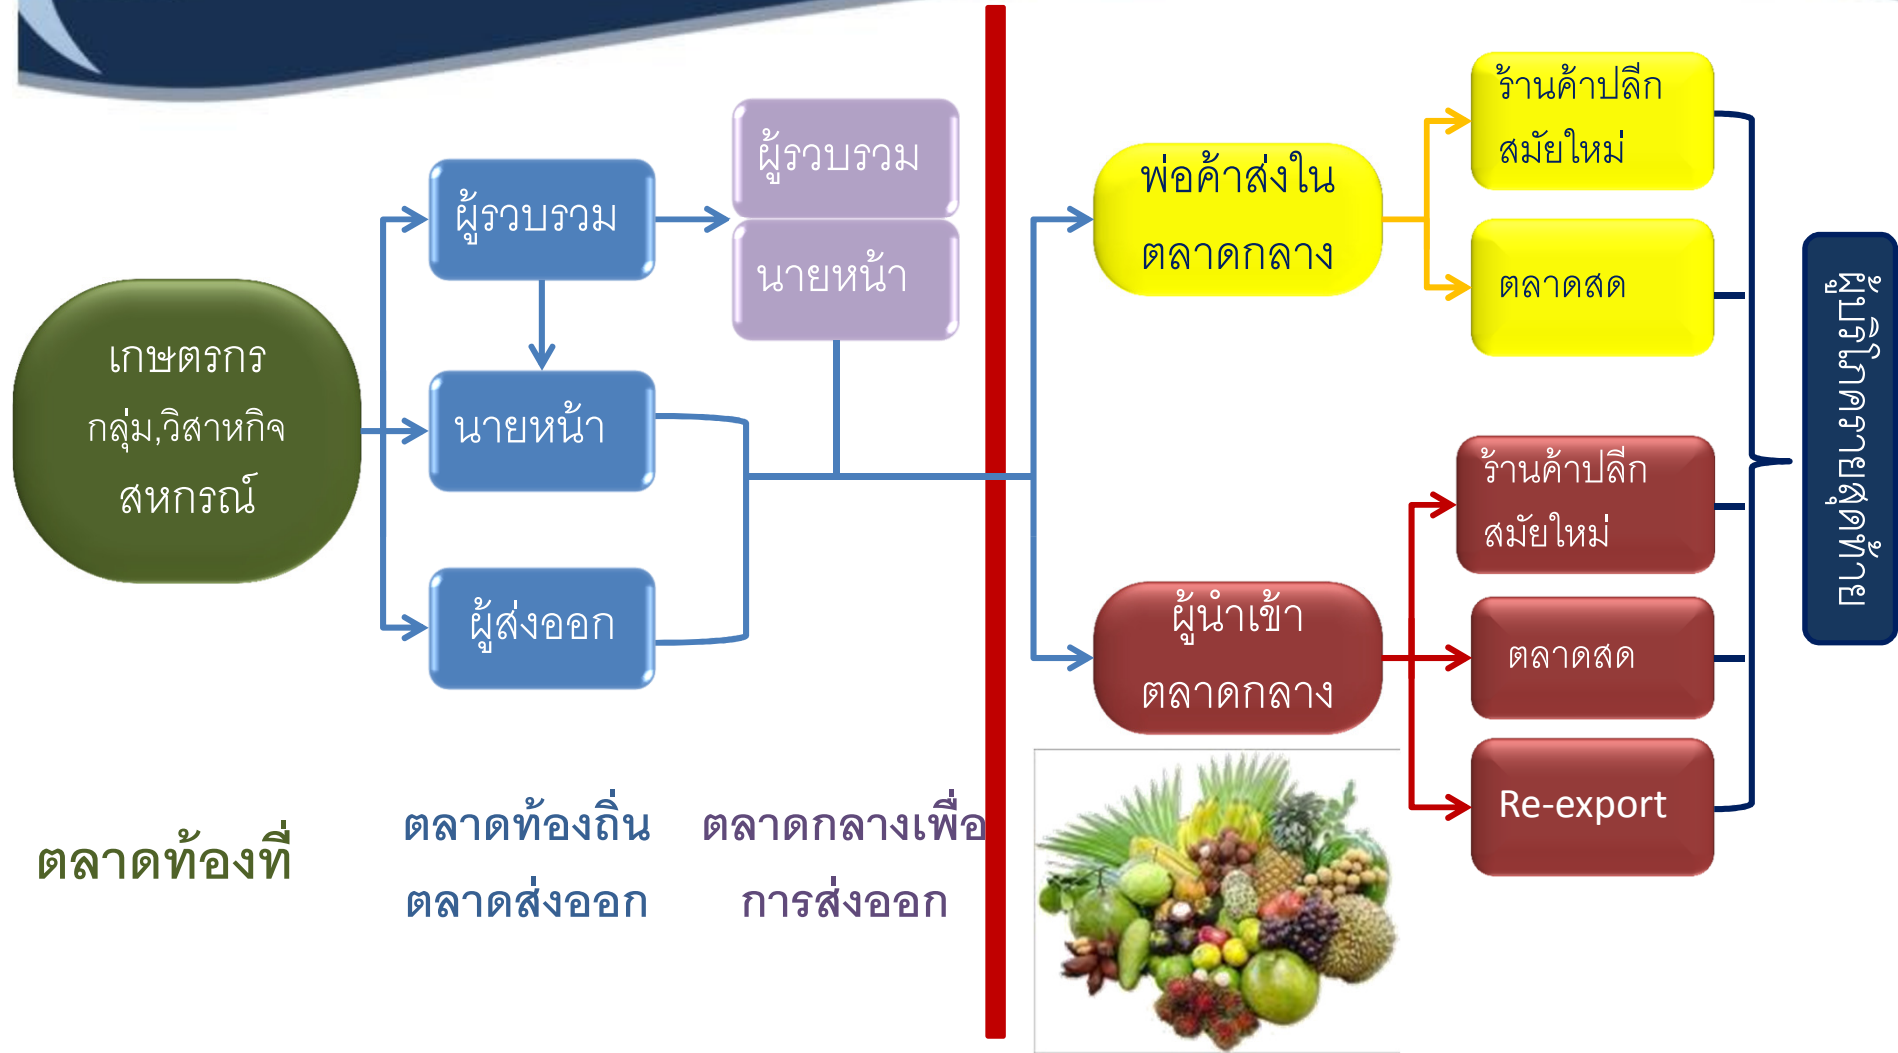 เกษตรกร
กลุ่ม,วิสาหกิจ
สหกรณ์
ผู้รวบรวม
นายหน้า
ผู้ส่งออก
ผู้รวบรวม
นายหน้า
พ่อค้าส่งใน
ตลาดกลาง
ร้านค้าปลีก
สมัยใหม่
ตลาดสด
ผู้นำเข้า
ตลาดกลาง
ร้านค้าปลีก
สมัยใหม่
ตลาดสด
Re-export
ผู้บริโภครายสุดท้าย
ตลาดท้องที่
ตลาดท้องถิ่น
ตลาดส่งออก
ตลาดกลางเพื่อ
การส่งออก